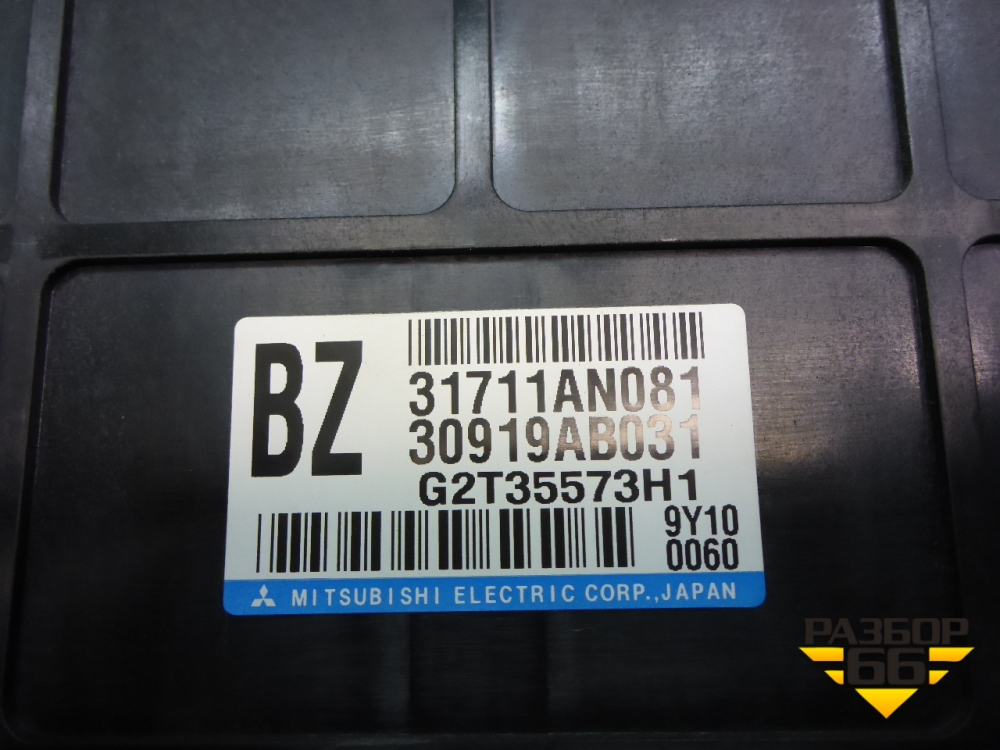 BZ
31711AN081
30919AB031
G2T35573H1
9Y10
0060
MITSUBISHI ELECTRIC CORP.,JAPAN
РАЗБОР
66